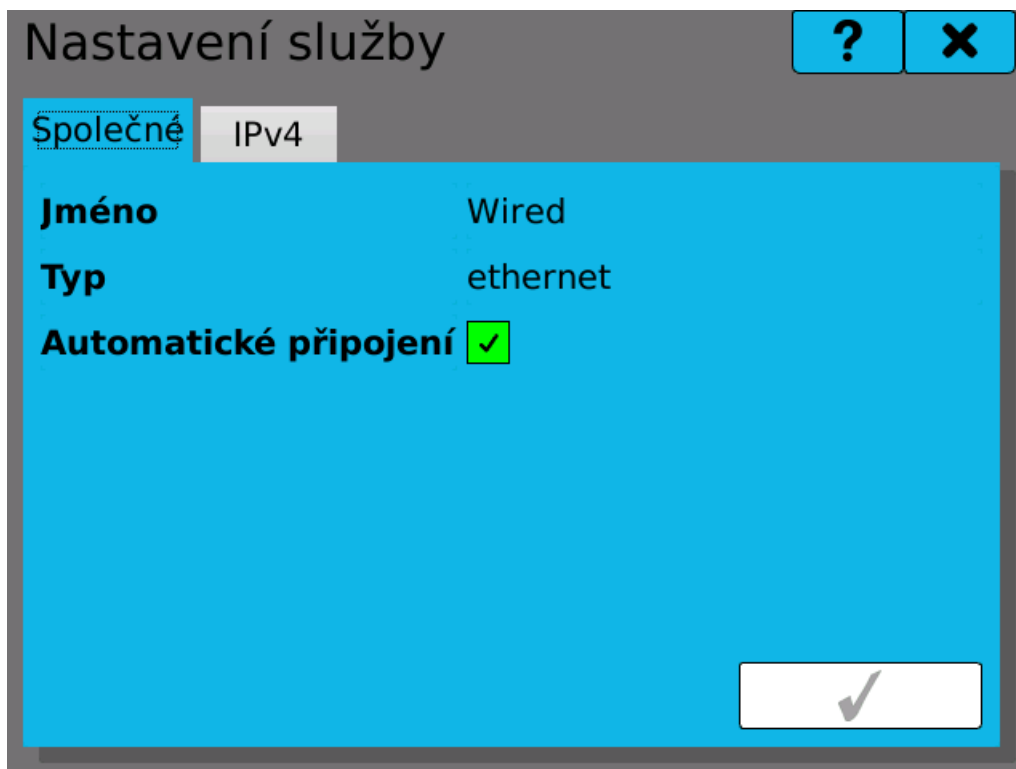 Nastavení služby ?
Společné IPv4
Jméno Wired
Typ ethernet
Automatické připojení